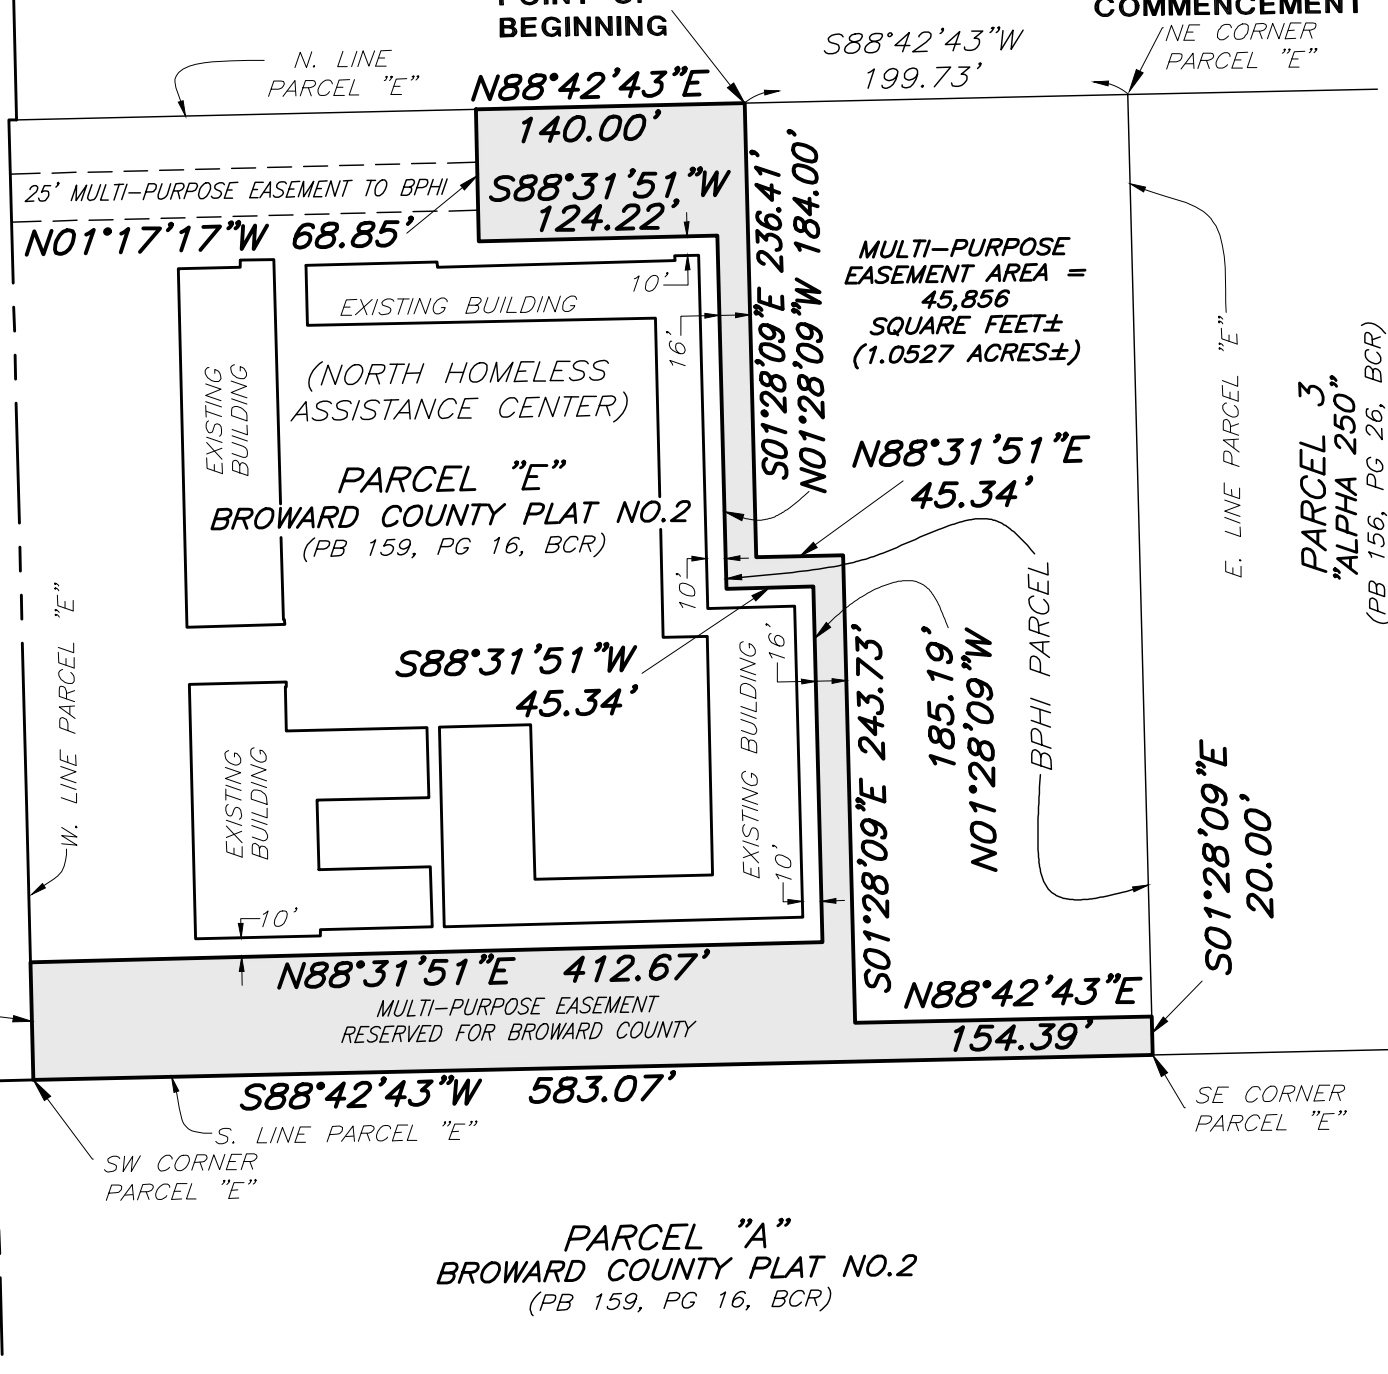 BEGINNING
COMMENCEMENT
N. LINE
PARCEL "E"
N88°42'43"E
140.00'
S88°42'43"W
199.73'
NE CORNER
PARCEL "E"
25' MULTI-PURPOSE EASEMENT TO BPHI
S88°31'51"W
124.22'
N01°17'17"W 68.85'
S01°28'09"E 236.41'
N01°28'09"W 184.00'
MULTI-PURPOSE
EASEMENT AREA =
45,856
SQUARE FEET±
(1.0527 ACRES±)
10'
EXISTING BUILDING
16'
EXISTING
BUILDING
(NORTH HOMELESS
ASSISTANCE CENTER)
PARCEL "E"
BROWARD COUNTY PLAT NO.2
(PB 159, PG 16, BCR)
N88°31'51"E
45.34'
E. LINE PARCEL "E"
PARCEL 3
"ALPHA 250"
(PB 156, PG 26, BCR)
10'
W. LINE PARCEL "E"
S88°31'51"W
45.34'
EXISTING BUILDING
16'
S01°28'09"E 243.73'
185.19'
N01°28'09"W
BPHI PARCEL
EXISTING
BUILDING
10'
10'
S01°28'09"E
20.00'
N88°31'51"E 412.67'
MULTI-PURPOSE EASEMENT
RESERVED FOR BROWARD COUNTY
N88°42'43"E
154.39'
S88°42'43"W 583.07'
S. LINE PARCEL "E"
SW CORNER
PARCEL "E"
SE CORNER
PARCEL "E"
PARCEL "A"
BROWARD COUNTY PLAT NO.2
(PB 159, PG 16, BCR)